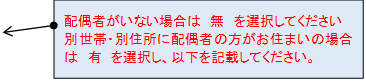 配偶者がいない場合は　無　を選択してください
別世帯・別住所に配偶者の方がお住まいの場合
は　有　を選択し、以下を記載してください。